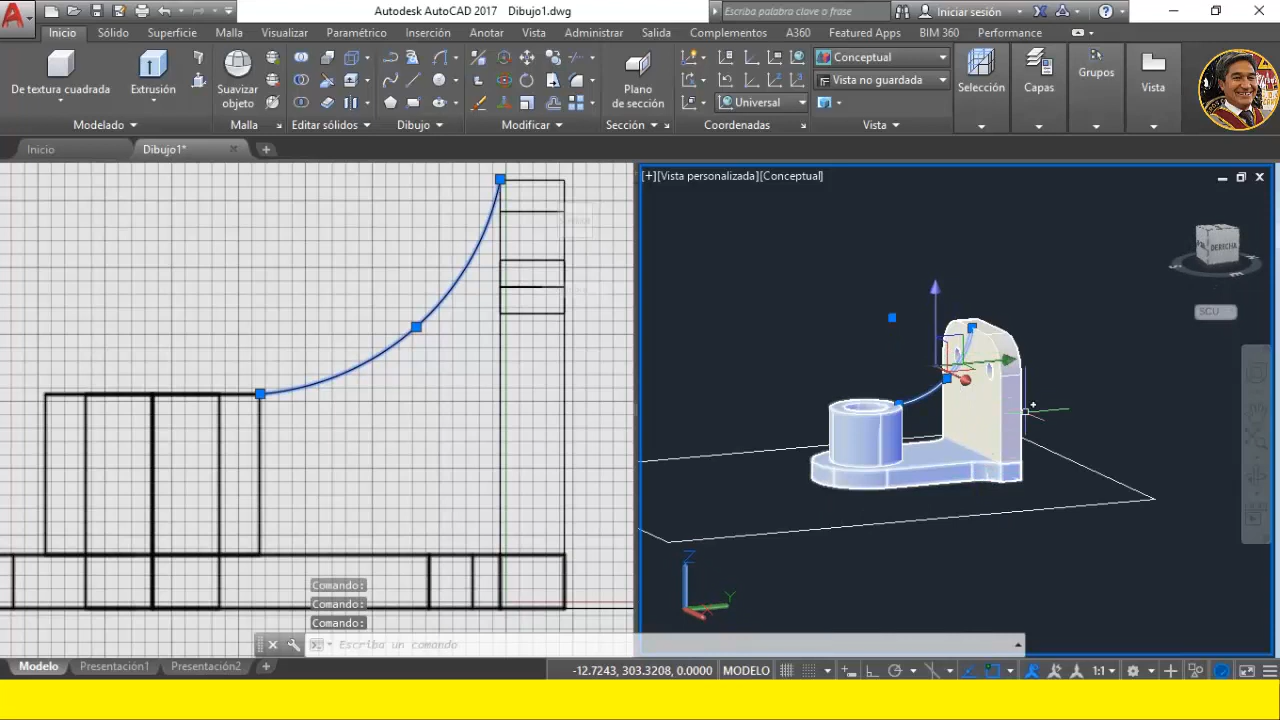 Autodesk AutoCAD 2017 Dibujo1.dwg
Escriba palabra clave o frase
Iniciar sesión
Inicio Sólido Superficie Malla Visualizar Paramétrico Inserción Anotar Vista Administrar Salida Complementos A360 Featured Apps BIM 360 Performance
De textura cuadrada
Extrusión
Suavizar
objeto
Plano
de sección
Universal
Conceptual
Vista no guardada
Selección
Capas
Grupos
Vista
Modelado Malla Editar sólidos Dibujo Modificar Sección Coordenadas Vista
Inicio Dibujo1*
[+][Vista personalizada][Conceptual]
DERECHA
SCU
Z
Y
X
Comando:
Comando:
Comando:
Escriba un comando
Modelo Presentación1 Presentación2
-12.7243, 303.3208, 0.0000 MODELO 1:1